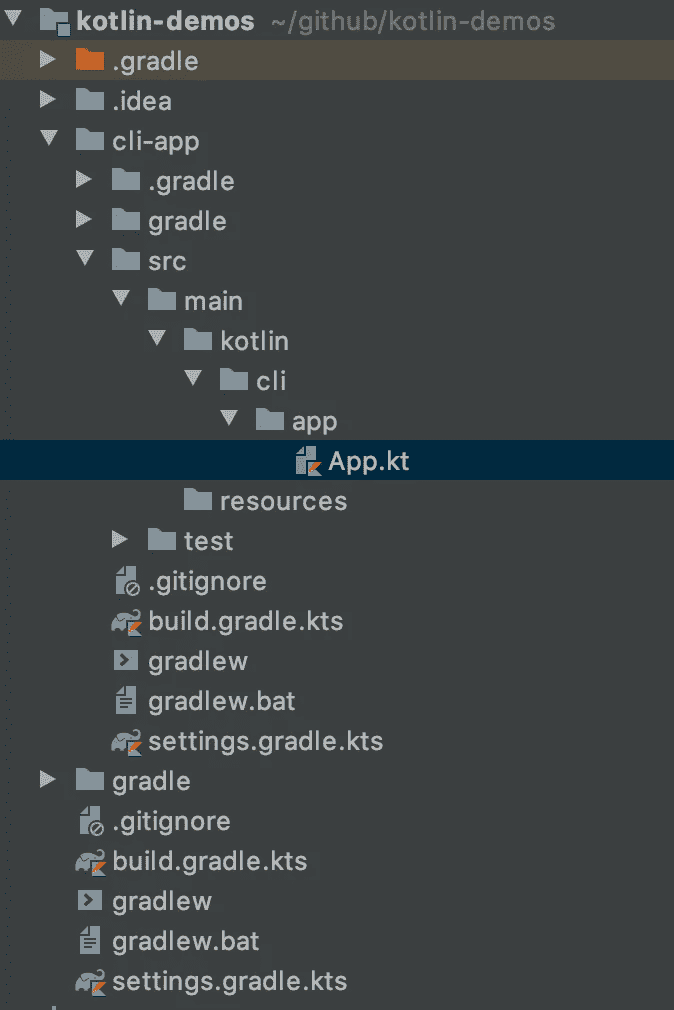 kotlin-demos ~/github/kotlin-demos
.gradle
.idea
cli-app
.gradle
gradle
src
main
kotlin
cli
app
App.kt
resources
test
.gitignore
build.gradle.kts
gradlew
gradlew.bat
settings.gradle.kts
gradle
.gitignore
build.gradle.kts
gradlew
gradlew.bat
settings.gradle.kts